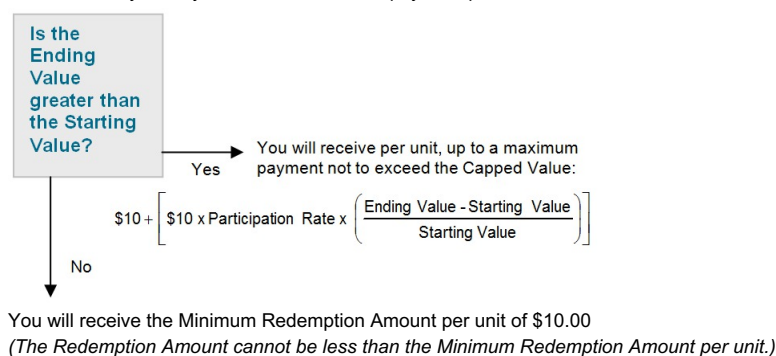 Is the
Ending
Value
greater than
the Starting
Value?
Yes
You will receive per unit, up to a maximum
payment not to exceed the Capped Value:
$10 + [ $10 x Participation Rate x ( Ending Value - Starting Value
Starting Value ) ]
No
You will receive the Minimum Redemption Amount per unit of $10.00
(The Redemption Amount cannot be less than the Minimum Redemption Amount per unit.)